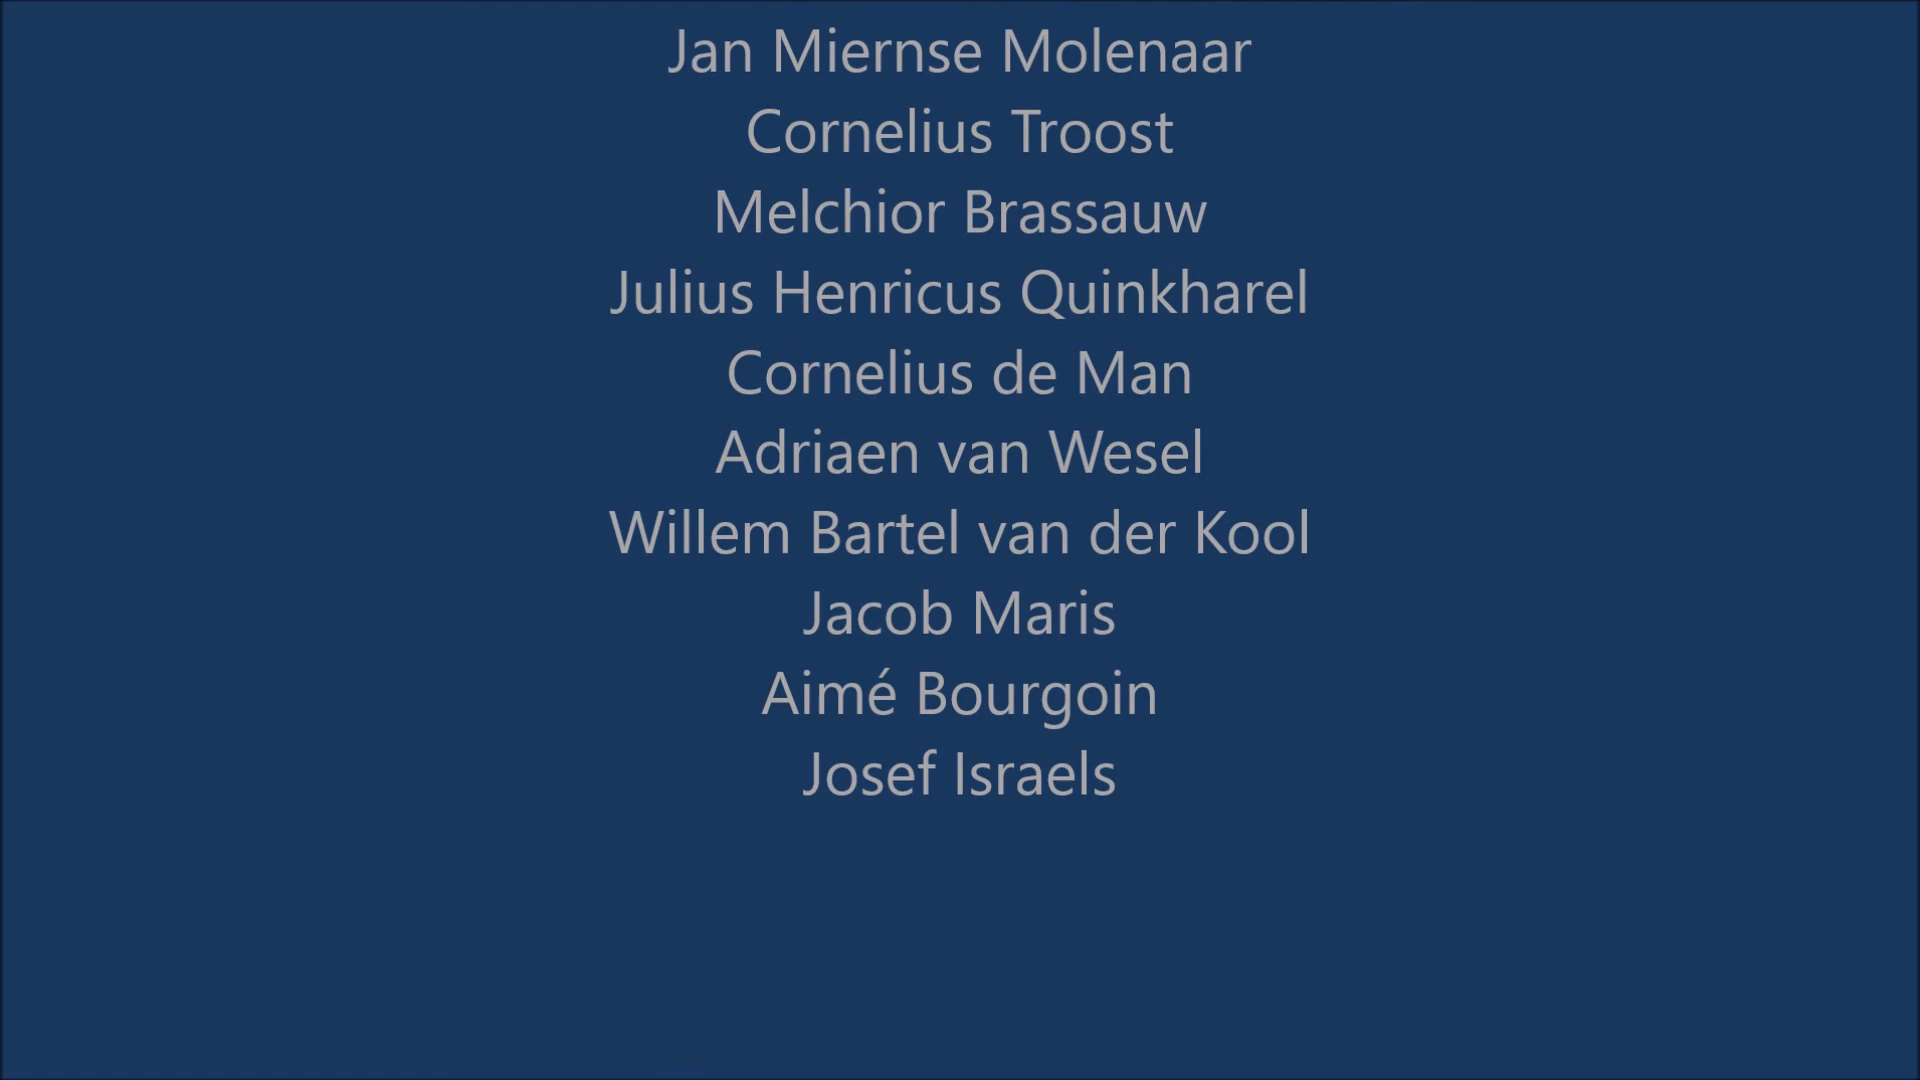 Jan Miernse Molenaar
Cornelius Troost
Melchior Brassauw
Julius Henricus Quinkharel
Cornelius de Man
Adriaen van Wesel
Willem Bartel van der Kool
Jacob Maris
Aimé Bourgoin
Josef Israels